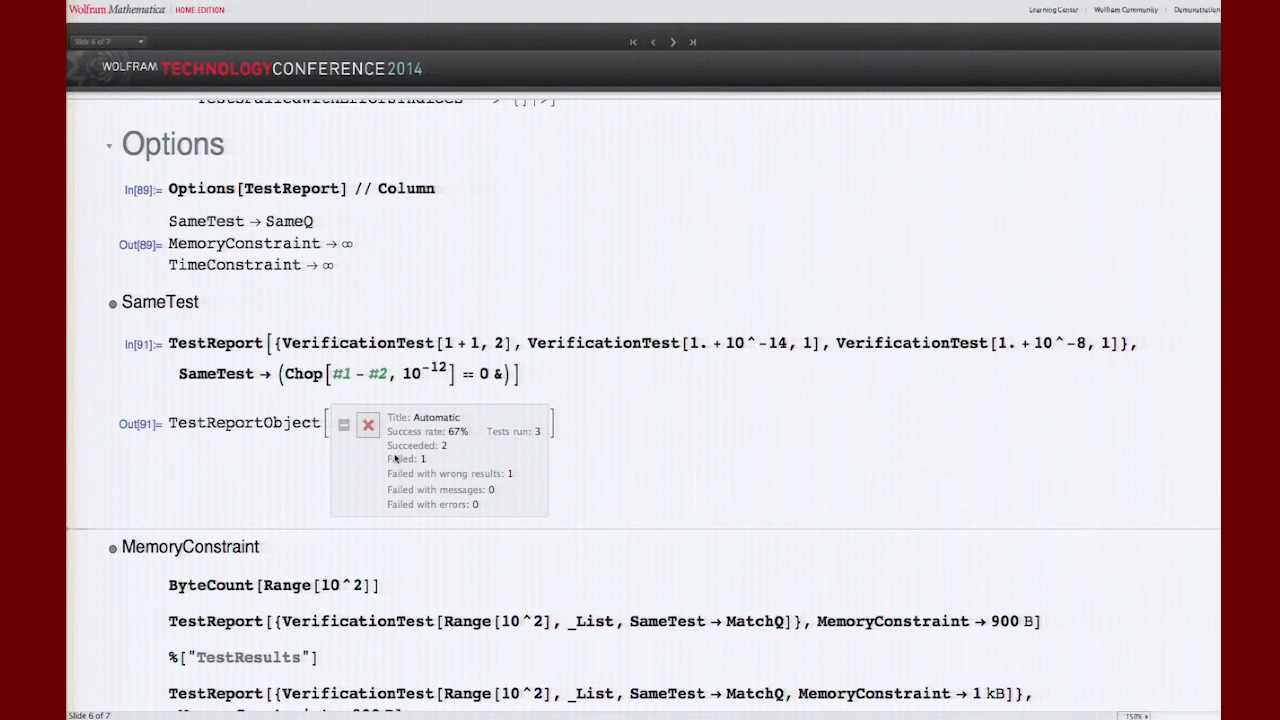 Wolfram Mathematica | HOME EDITION
Learning Center | Wolfram Community | Demonstration
Slide 6 of 7
WOLFRAM TECHNOLOGYCONFERENCE2014
Options
In[89]:= Options[TestReport] // Column
SameTest → SameQ
Out[89]= MemoryConstraint → ∞
TimeConstraint → ∞
SameTest
In[91]:= TestReport[{VerificationTest[1 + 1, 2], VerificationTest[1. + 10^-14, 1], VerificationTest[1. + 10^-8, 1]},
SameTest → (Chop[#1 - #2, 10^-12] == 0 &)]
Out[91]= TestReportObject[
Title: Automatic
Success rate: 67% Tests run: 3
Succeeded: 2
Failed: 1
Failed with wrong results: 1
Failed with messages: 0
Failed with errors: 0
]
MemoryConstraint
ByteCount[Range[10^2]]
TestReport[{VerificationTest[Range[10^2], _List, SameTest → MatchQ]}, MemoryConstraint → 900 B]
%["TestResults"]
TestReport[{VerificationTest[Range[10^2], _List, SameTest → MatchQ, MemoryConstraint → 1 kB]},
Slide 6 of 7
150%